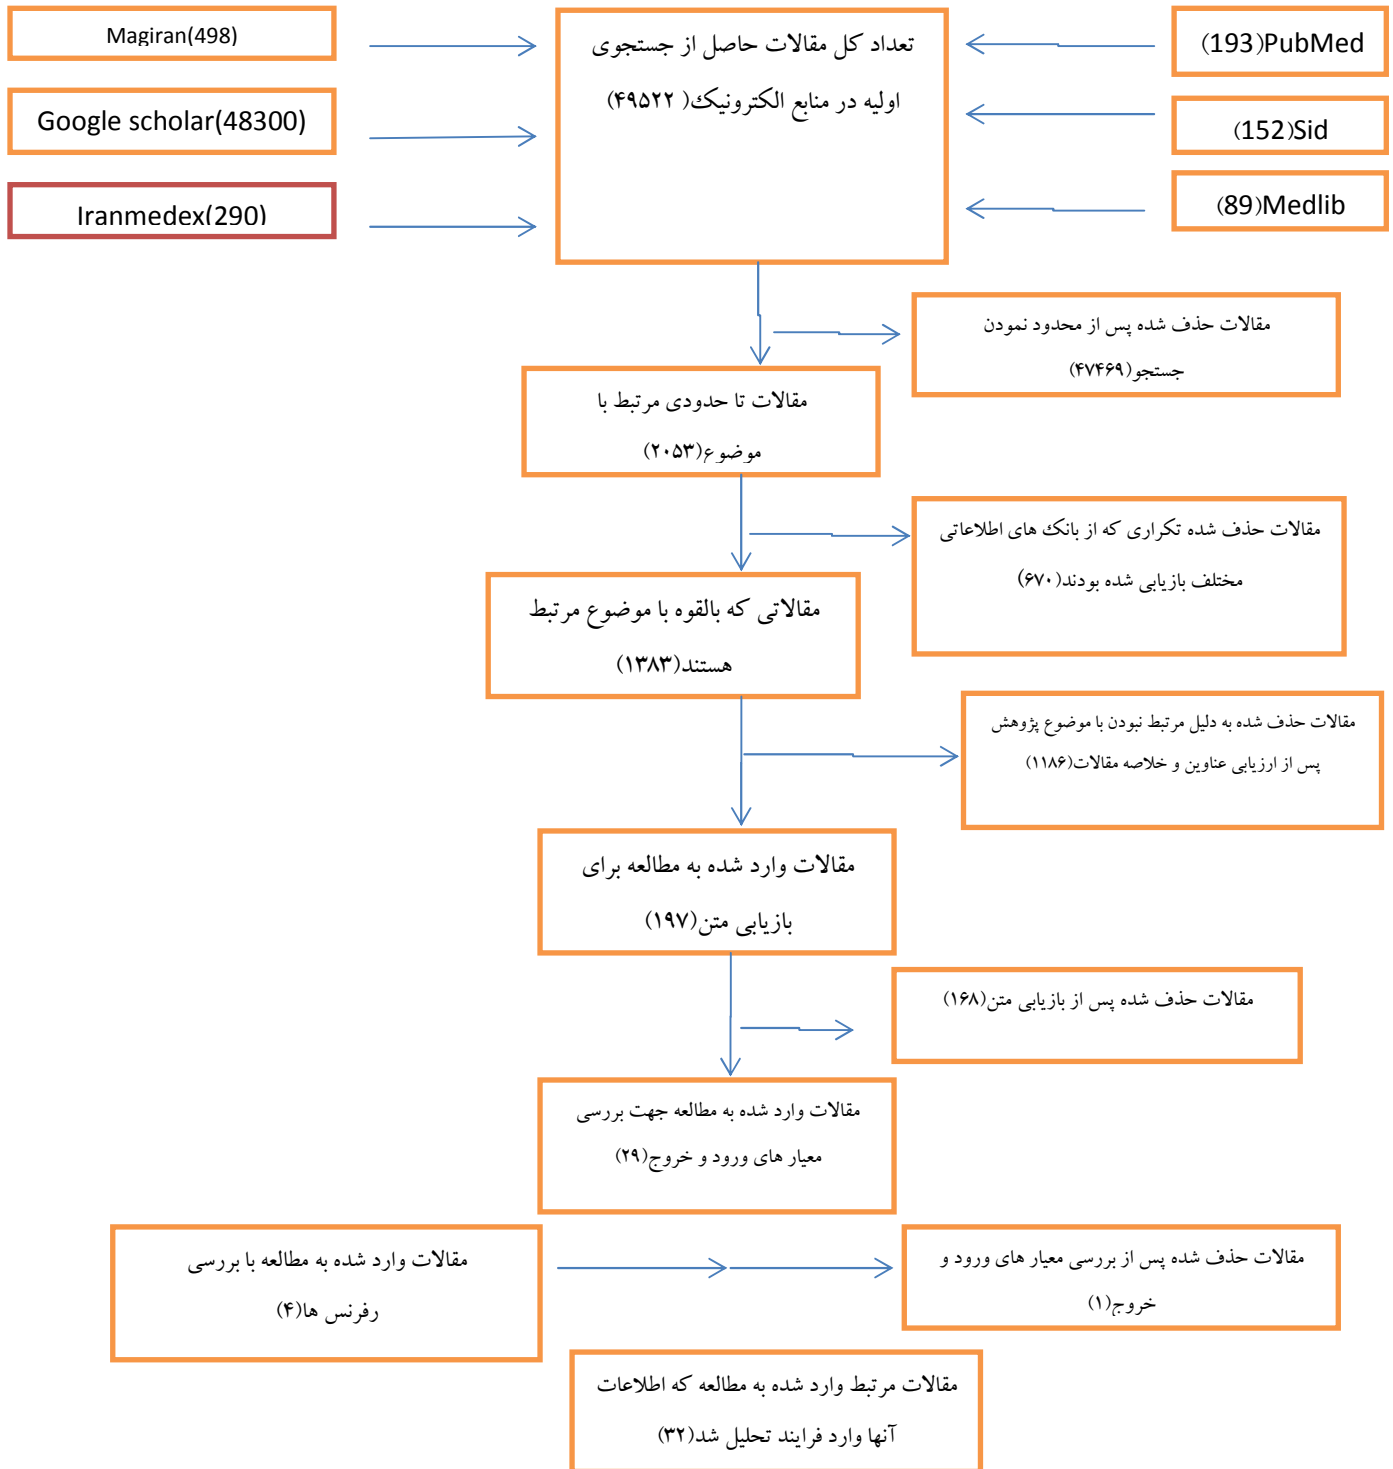 Magiran(498)
Google scholar(48300)
Iranmedex(290)
تعداد کل مقالات حاصل از جستجوی
اولیه در منابع الکترونیک( ۴۹۵۲۲)
(193)PubMed
(152)Sid
(89)Medlib
مقالات حذف شده پس از محدود نمودن
جستجو(۴۷۴۶۹)
مقالات تا حدودی مرتبط با
موضوع(۲۰۵۳)
مقالات حذف شده تکراری که از بانک های اطلاعاتی
مختلف بازیابی شده بودند(۶۷۰)
مقالاتی که بالقوه با موضوع مرتبط
هستند(۱۳۸۳)
مقالات حذف شده به دلیل مرتبط نبودن با موضوع پژوهش
پس از ارزیابی عناوین و خلاصه مقالات(۱۱۸۶)
مقالات وارد شده به مطالعه برای
بازیابی متن(۱۹۷)
مقالات حذف شده پس از بازیابی متن(۱۶۸)
مقالات وارد شده به مطالعه جهت بررسی
معیار های ورود و خروج(۲۹)
مقالات وارد شده به مطالعه با بررسی
رفرنس ها(۴)
مقالات حذف شده پس از بررسی معیار های ورود و
خروج(۱)
مقالات مرتبط وارد شده به مطالعه که اطلاعات
آنها وارد فرایند تحلیل شد(۳۲)